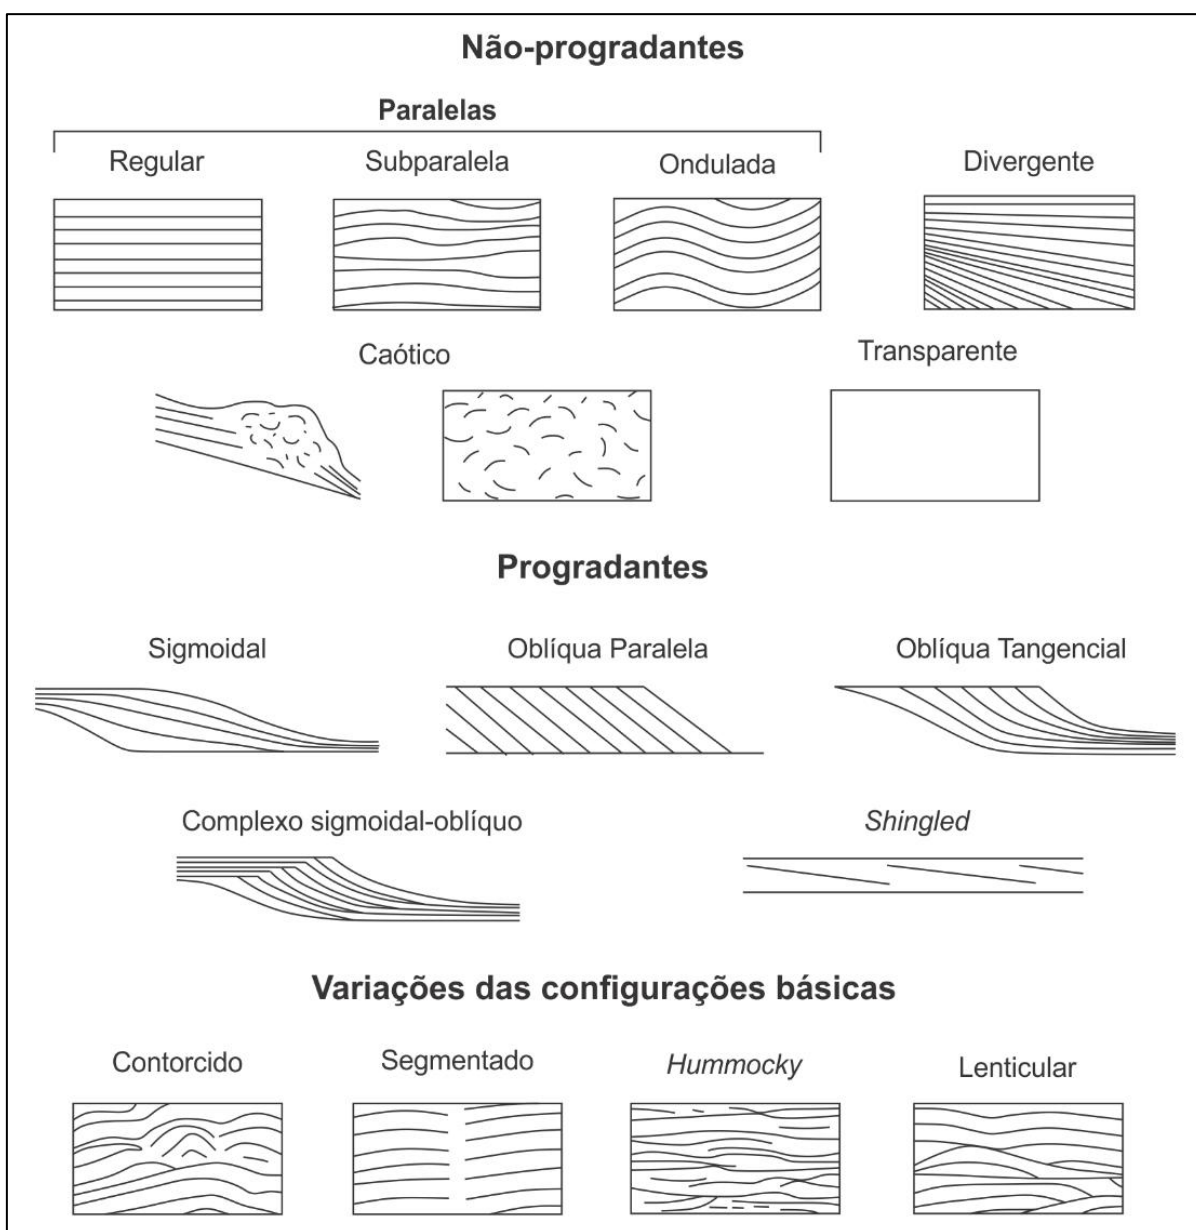 Não-progradantes
Paralelas
Regular
Subparalela
Ondulada
Divergente
Caótico
Transparente
Progradantes
Sigmoidal
Oblíqua Paralela
Oblíqua Tangencial
Complexo sigmoidal-oblíquo
Shingled
Variações das configurações básicas
Contorcido
Segmentado
Hummocky
Lenticular